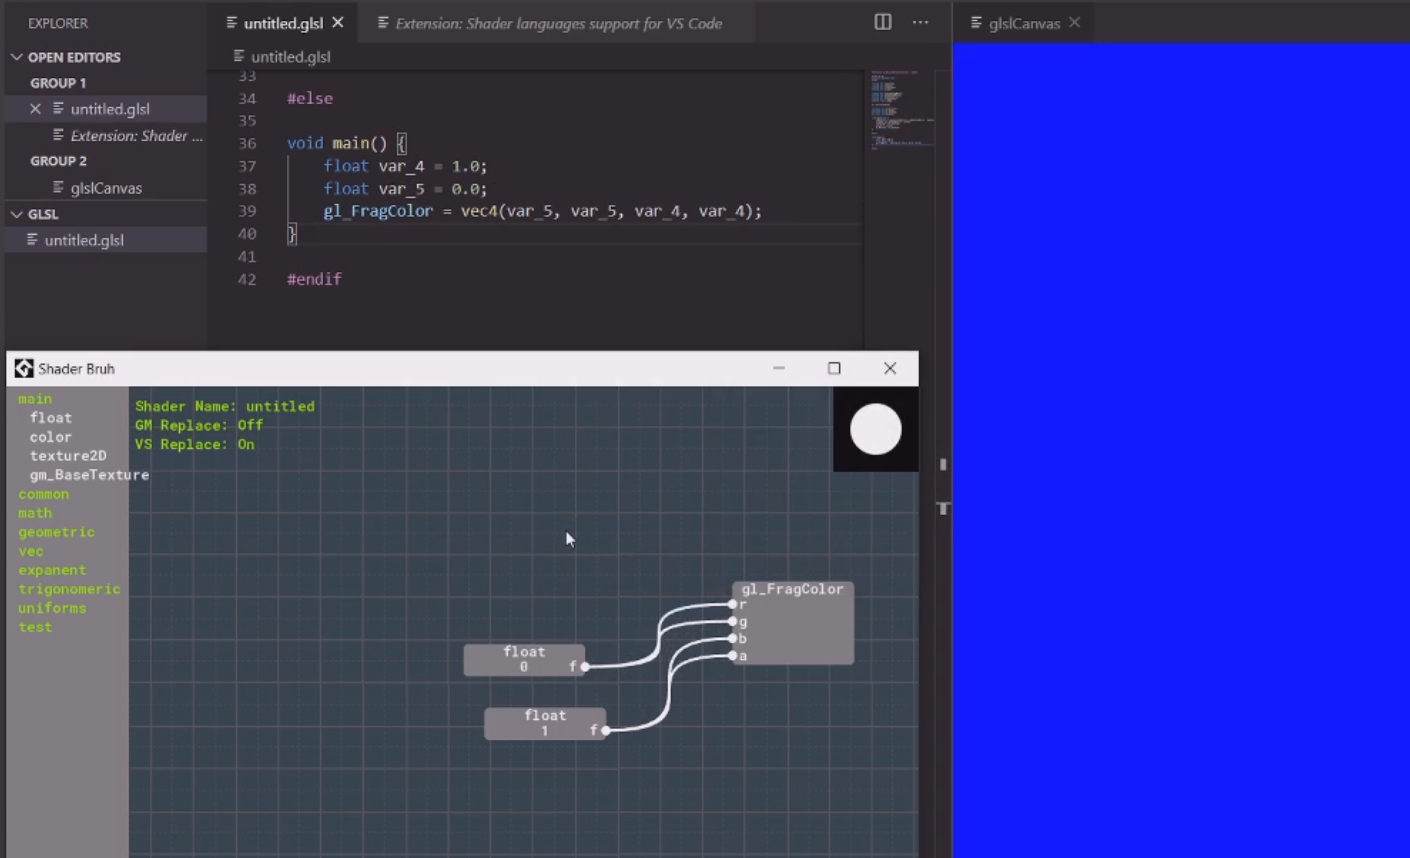 EXPLORER
OPEN EDITORS
GROUP 1
untitled.glsl
Extension: Shader ...
GROUP 2
glslCanvas
GLSL
untitled.glsl
untitled.glsl
Extension: Shader languages support for VS Code
untitled.glsl
33
34 #else
35
36 void main() {
37 float var_4 = 1.0;
38 float var_5 = 0.0;
39 gl_FragColor = vec4(var_5, var_5, var_4, var_4);
40 }
41
42 #endif
glslCanvas
Shader Bruh
main
float
color
texture2D
gm_BaseTexture
common
math
geometric
vec
expanent
trigonomeric
uniforms
test
Shader Name: untitled
GM Replace: Off
VS Replace: On
float
0 f
float
1 f
gl_FragColor
r
g
b
a